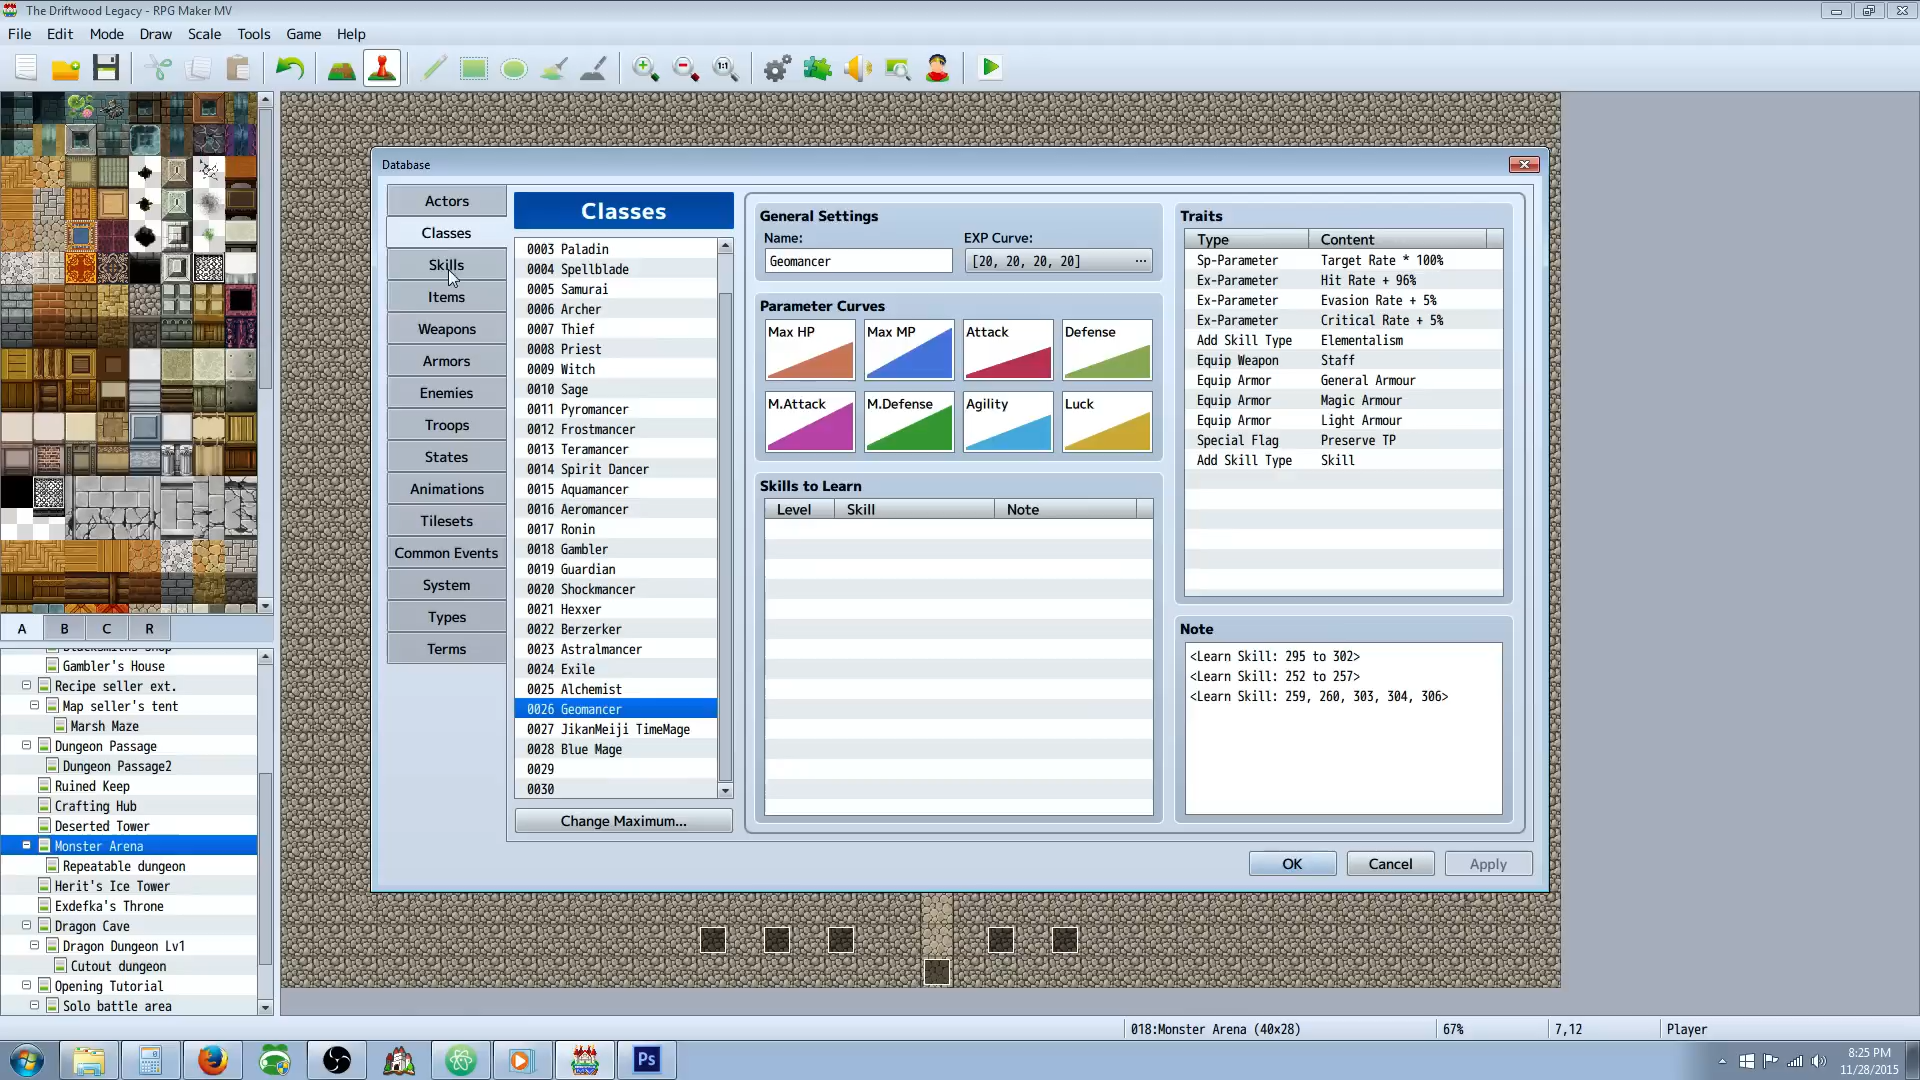 The Driftwood Legacy - RPG Maker MV
File Edit Mode Draw Scale Tools Game Help
1:1
A B C R
Gambler's House
Recipe seller ext.
Map seller's tent
Marsh Maze
Dungeon Passage
Dungeon Passage2
Ruined Keep
Crafting Hub
Deserted Tower
Monster Arena
Repeatable dungeon
Herit's Ice Tower
Exdefka's Throne
Dragon Cave
Dragon Dungeon Lv1
Cutout dungeon
Opening Tutorial
Solo battle area
Database
Actors
Classes
Skills
Items
Weapons
Armors
Enemies
Troops
States
Animations
Tilesets
Common Events
System
Types
Terms
Classes
0003 Paladin
0004 Spellblade
0005 Samurai
0006 Archer
0007 Thief
0008 Priest
0009 Witch
0010 Sage
0011 Pyromancer
0012 Frostmancer
0013 Teramancer
0014 Spirit Dancer
0015 Aquamancer
0016 Aeromancer
0017 Ronin
0018 Gambler
0019 Guardian
0020 Shockmancer
0021 Hexxer
0022 Berzerker
0023 Astralmancer
0024 Exile
0025 Alchemist
0026 Geomancer
0027 JikanMeiji TimeMage
0028 Blue Mage
0029
0030
Change Maximum...
General Settings
Name: EXP Curve:
Geomancer [20, 20, 20, 20] ...
Parameter Curves
Max HP Max MP Attack Defense
M.Attack M.Defense Agility Luck
Skills to Learn
Level Skill Note
Traits
Type Content
Sp-Parameter Target Rate * 100%
Ex-Parameter Hit Rate + 96%
Ex-Parameter Evasion Rate + 5%
Ex-Parameter Critical Rate + 5%
Add Skill Type Elementalism
Equip Weapon Staff
Equip Armor General Armour
Equip Armor Magic Armour
Equip Armor Light Armour
Special Flag Preserve TP
Add Skill Type Skill
Note
<Learn Skill: 295 to 302>
<Learn Skill: 252 to 257>
<Learn Skill: 259, 260, 303, 304, 306>
OK Cancel Apply
018:Monster Arena (40x28) 67% 7,12 Player
Ps
8:25 PM
11/28/2015